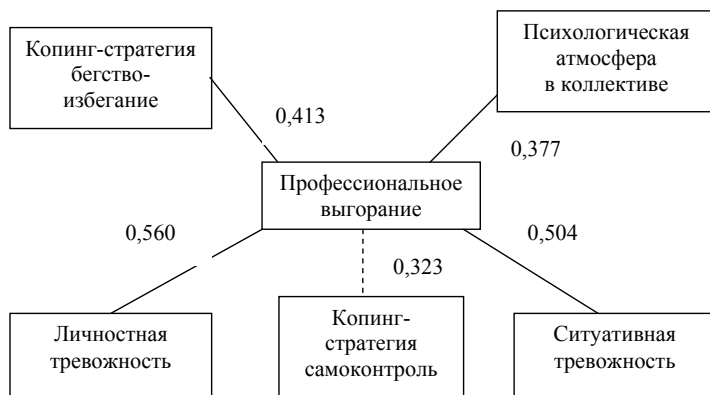 Копинг-стратегия
бегство-
избегание
Психологическая
атмосфера
в коллективе
0,413
0,377
Профессиональное
выгорание
0,560
0,504
0,323
Личностная
тревожность
Копинг-
стратегия
самоконтроль
Ситуативная
тревожность